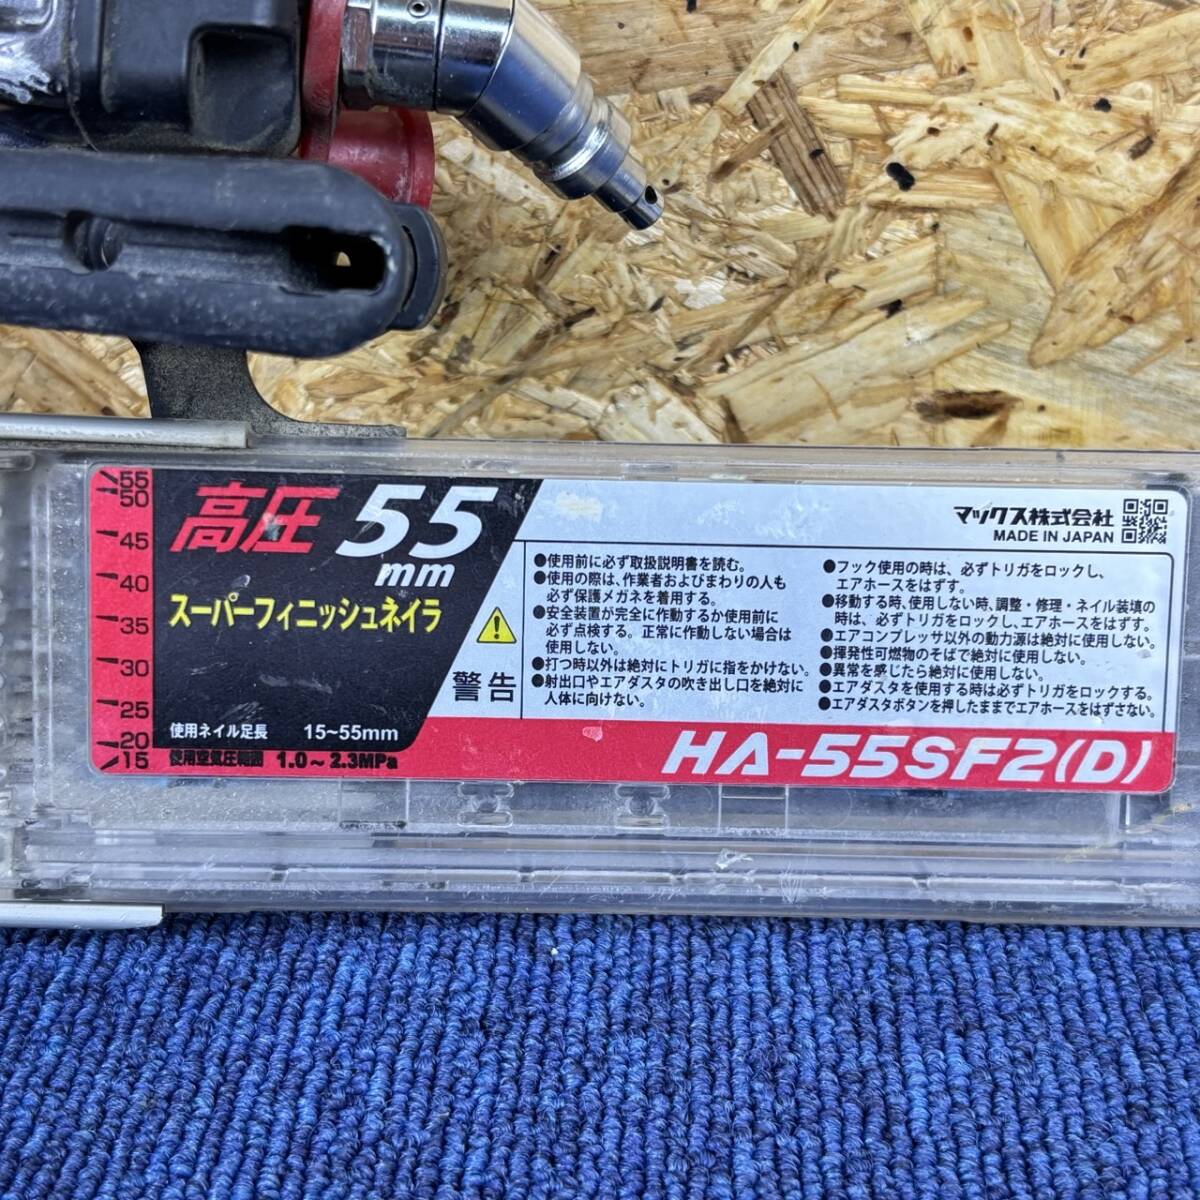 55
50
45
40
35
30
25
20
15
高圧 55
mm
スーパーフィニッシュネイラ
使用ネイル足長 15~55mm
使用空気圧範囲 1.0~2.3MPa
警告
マックス株式会社
MADE IN JAPAN
●使用前に必ず取扱説明書を読む。
●使用の際は、作業者およびまわりの人も
必ず保護メガネを着用する。
●安全装置が完全に作動するか使用前に
必ず点検する。正常に作動しない場合は
使用しない。
●打つ時以外は絶対にトリガに指をかけない。
●射出口やエアダスタの吹き出し口を絶対に
人体に向けない。
●フック使用の時は、必ずトリガをロックし、
エアホースをはずす。
●移動する時、使用しない時、調整・修理・ネイル装填の
時は、必ずトリガをロックし、エアホースをはずす。
●エアコンプレッサ以外の動力源は絶対に使用しない。
●揮発性可燃物のそばで絶対に使用しない。
●異常を感じたら絶対に使用しない。
●エアダスタを使用する時は必ずトリガをロックする。
●エアダスタボタンを押したままでエアホースをはずさない。
HA-55SF2(D)